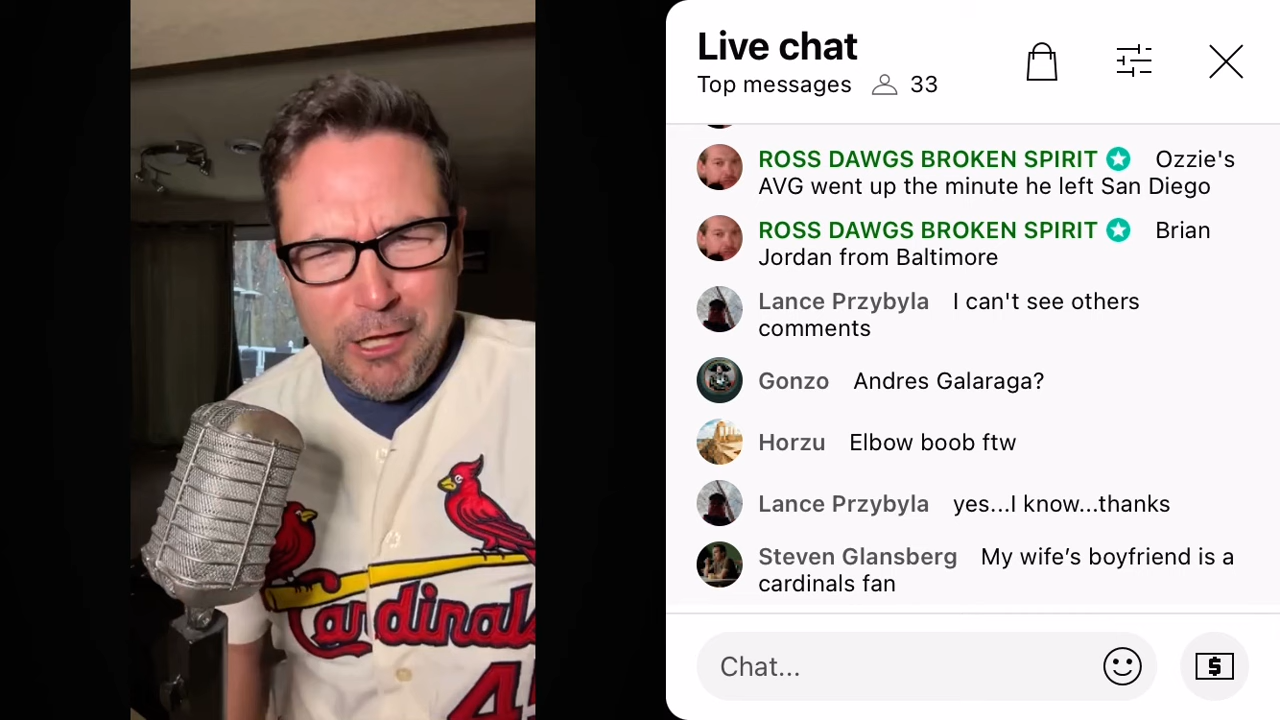 Live chat
Top messages 33
ROSS DAWGS BROKEN SPIRIT Ozzie's
AVG went up the minute he left San Diego
ROSS DAWGS BROKEN SPIRIT Brian
Jordan from Baltimore
Lance Przybyla I can't see others
comments
Gonzo Andres Galaraga?
Horzu Elbow boob ftw
Lance Przybyla yes...I know...thanks
Steven Glansberg My wife’s boyfriend is a
cardinals fan
Chat...
$
Cardinals